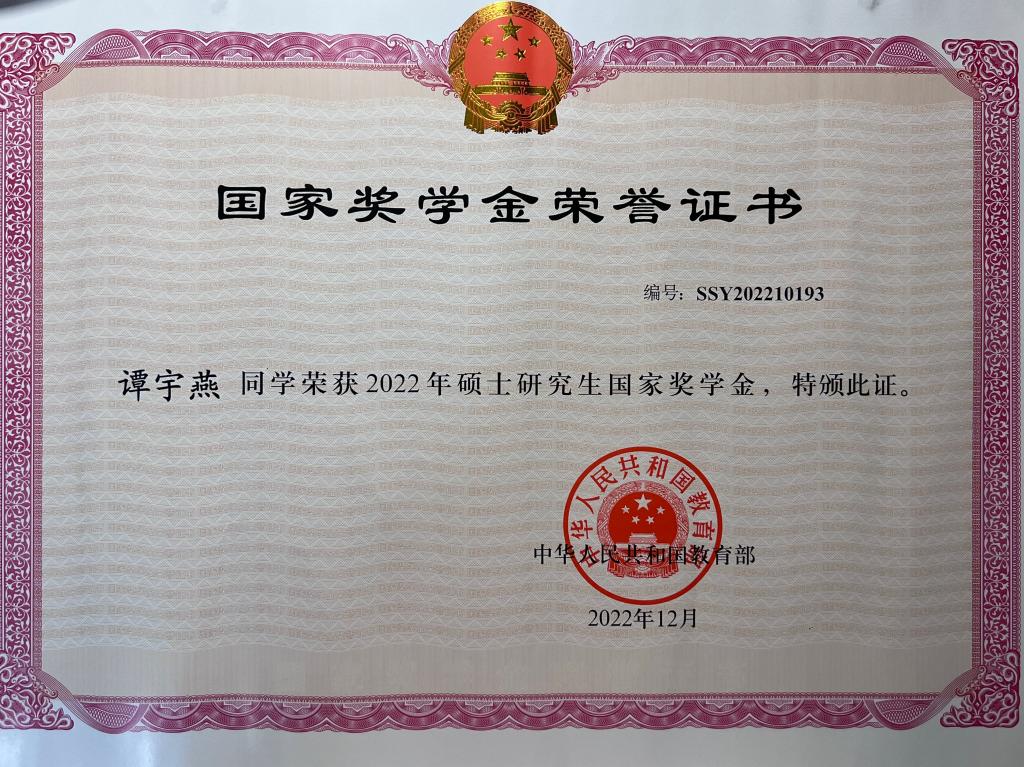 国家奖学金荣誉证书
编号：SSY202210193
谭宇燕 同学荣获2022年硕士研究生国家奖学金，特颁此证。
中华人民共和国教育部
中华人民共和国教育部
2022年12月